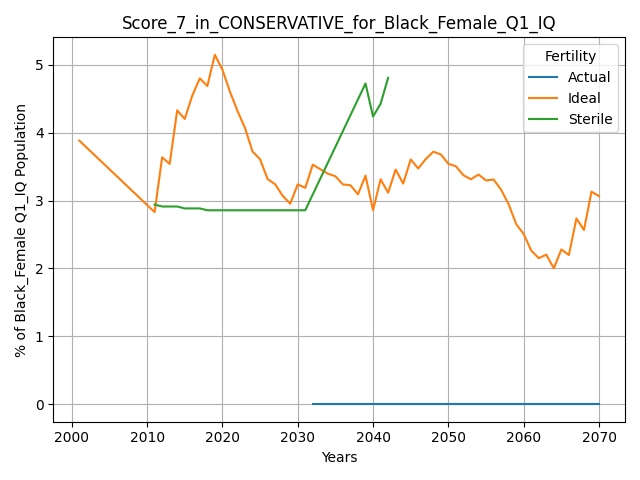 Score_7_in_CONSERVATIVE_for_Black_Female_Q1_IQ
Fertility
Actual
Ideal
Sterile
% of Black_Female Q1_IQ Population
5
4
3
2
1
0
2000 2010 2020 2030 2040 2050 2060 2070
Years